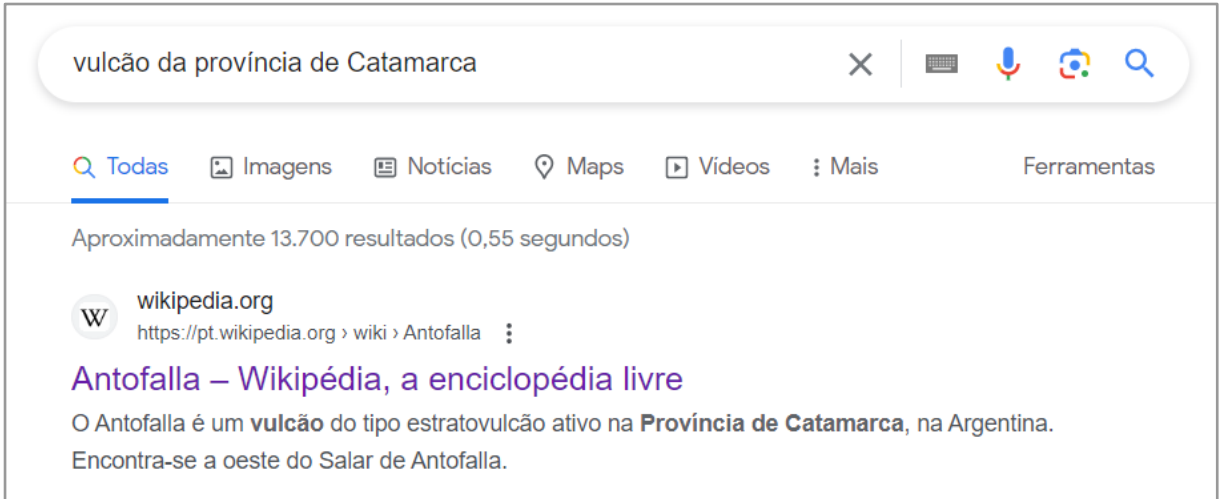 vulcão da província de Catamarca
Todas Imagens Notícias Maps Vídeos Mais Ferramentas
Aproximadamente 13.700 resultados (0,55 segundos)
W
wikipedia.org
https://pt.wikipedia.org › wiki › Antofalla
Antofalla – Wikipédia, a enciclopédia livre
O Antofalla é um vulcão do tipo estratovulcão ativo na Província de Catamarca, na Argentina.
Encontra-se a oeste do Salar de Antofalla.